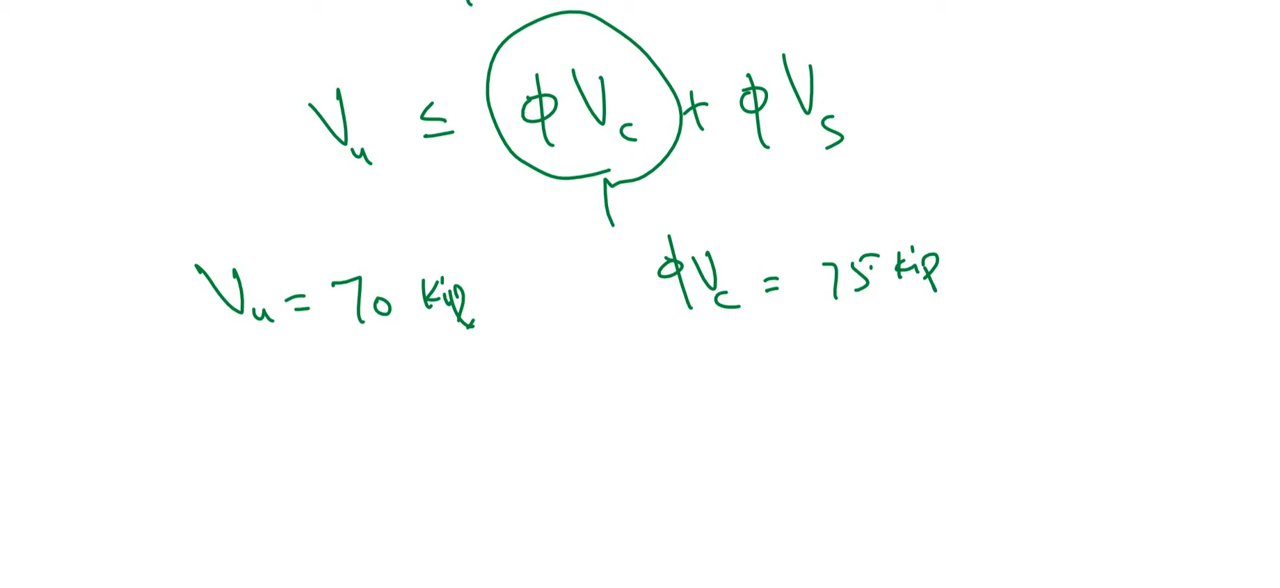 Vu ≤ ϕVc + ϕVs
Vu = 70 kip ϕVc = 75 kip